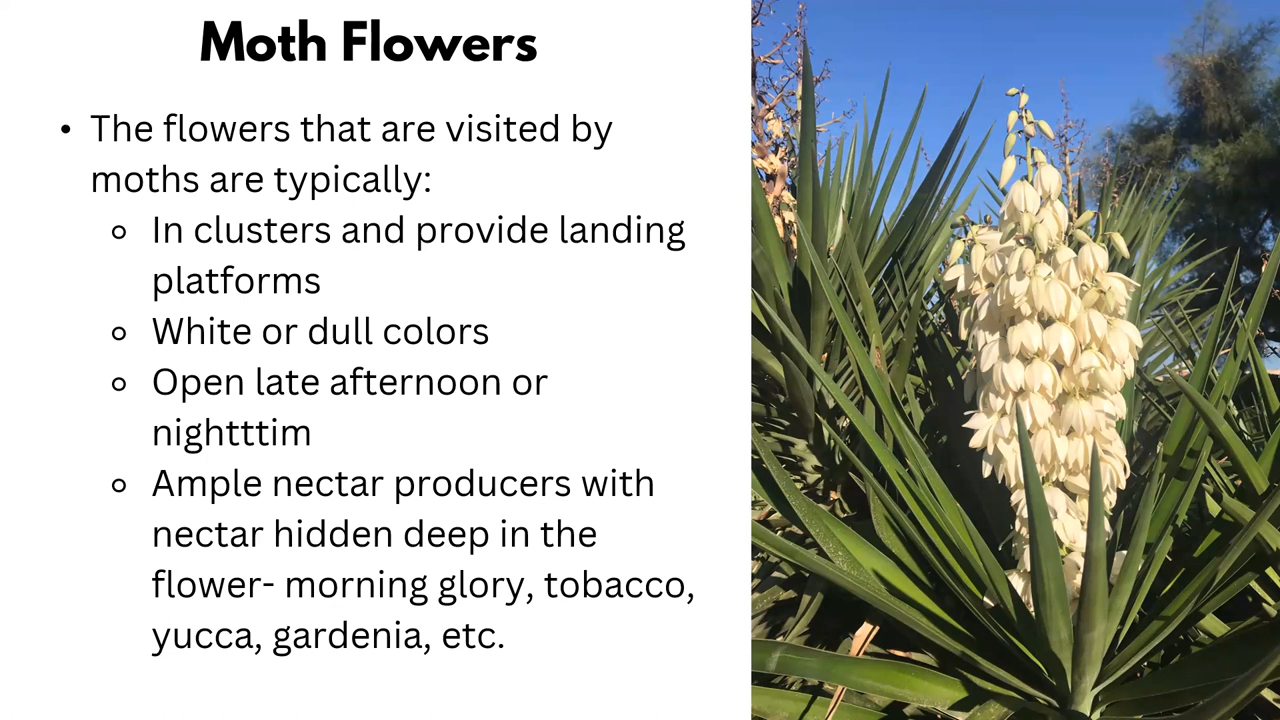 Moth Flowers
• The flowers that are visited by
moths are typically:
◦ In clusters and provide landing
platforms
◦ White or dull colors
◦ Open late afternoon or
nightttim
◦ Ample nectar producers with
nectar hidden deep in the
flower- morning glory, tobacco,
yucca, gardenia, etc.